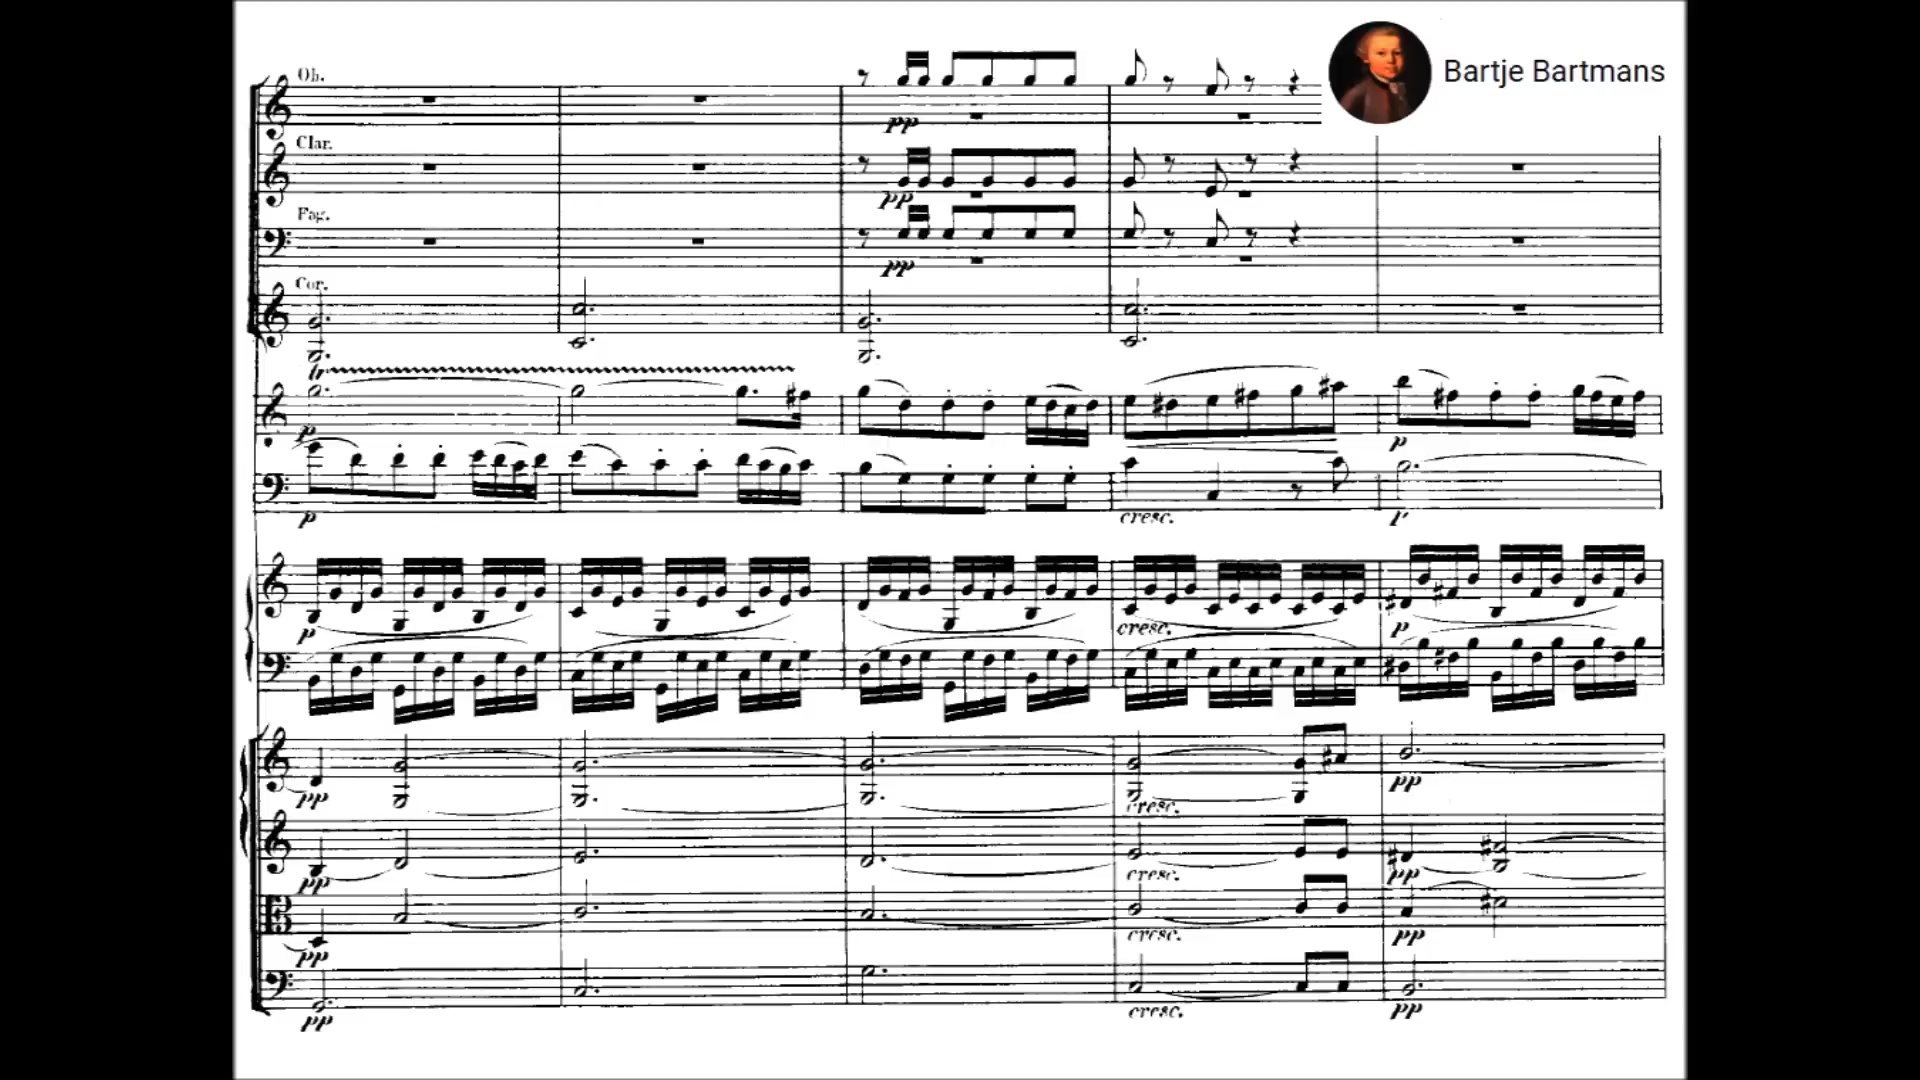 Ob.
Bartje Bartmans
pp
Clar.
pp
Fag.
pp
Cor.
tr
p
p
p
cresc.
p
p
cresc.
p
pp
cresc.
pp
pp
cresc.
pp
pp
cresc.
pp
pp
cresc.
pp